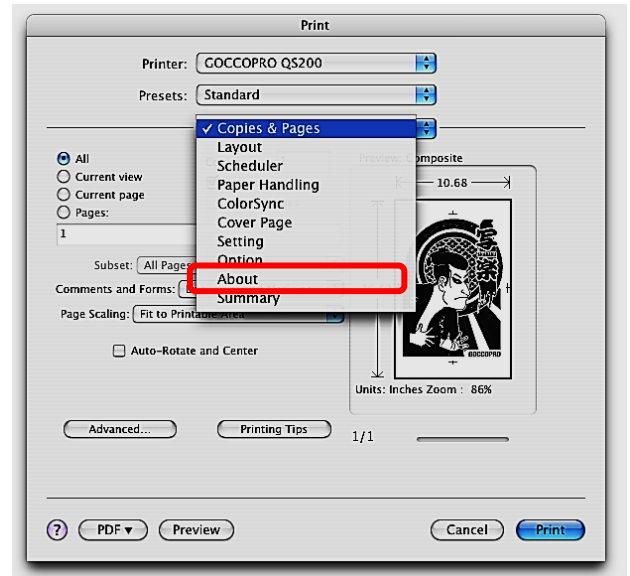 Print
Printer: GOCCOPRO QS200
Presets: Standard
✓ Copies & Pages
Layout
Scheduler
Paper Handling
ColorSync
Cover Page
Setting
Option
About
Summary
All
Current view
Current page
Pages:
1
Subset: All Pages
Comments and Forms:
Page Scaling: Fit to Printable Area
Auto-Rotate and Center
Advanced...
Printing Tips
Preview: Composite
10.68
写楽
GOCCOPRO
Units: Inches Zoom : 86%
1/1
?
PDF ▼
Preview
Cancel
Print